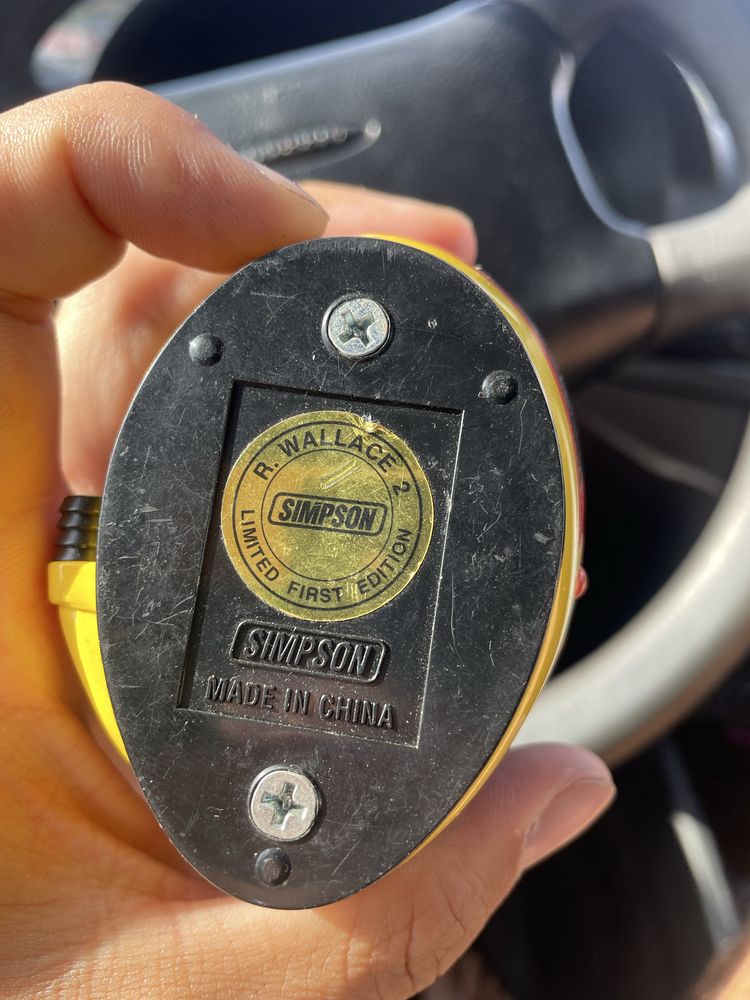 R. WALLACE 2
SIMPSON
LIMITED FIRST EDITION
SIMPSON
MADE IN CHINA